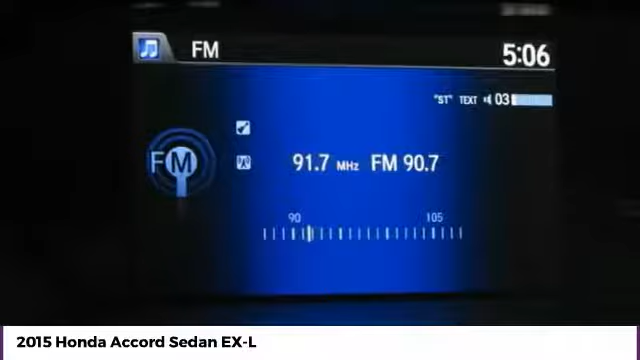 FM
5:06
"ST" TEXT 03
FM
91.7 MHz FM 90.7
90 105
2015 Honda Accord Sedan EX-L